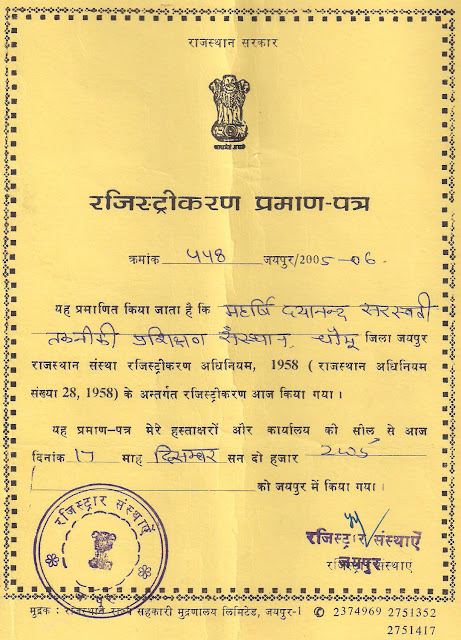 राजस्थान सरकार
सत्यमेव जयते
रजिस्ट्रीकरण प्रमाण-पत्र
क्रमांक ५५8 जयपुर/2005-06.
यह प्रमाणित किया जाता है कि महर्षि दयानन्द सरस्वती
तकनीकी प्रशिक्षण संस्थान, चौमू जिला जयपुर
राजस्थान संस्था रजिस्ट्रीकरण अधिनियम, 1958 ( राजस्थान अधिनियम
संख्या 28, 1958) के अन्तर्गत रजिस्ट्रीकरण आज किया गया ।
यह प्रमाण-पत्र मेरे हस्ताक्षरों और कार्यालय की सील से आज
दिनांक 17 माह दिसम्बर सन दो हजार 2005
को जयपुर में किया गया ।
रजिस्ट्रार संस्थाएँ
रजिस्ट्रार संस्थाएँ
जयपुर
रजिस्ट्रार संस्थाएं
मुद्रक : राजस्थान राज्य सहकारी मुद्रणालय लिमिटेड, जयपुर-1 ✆ 2374969 2751352
2751417